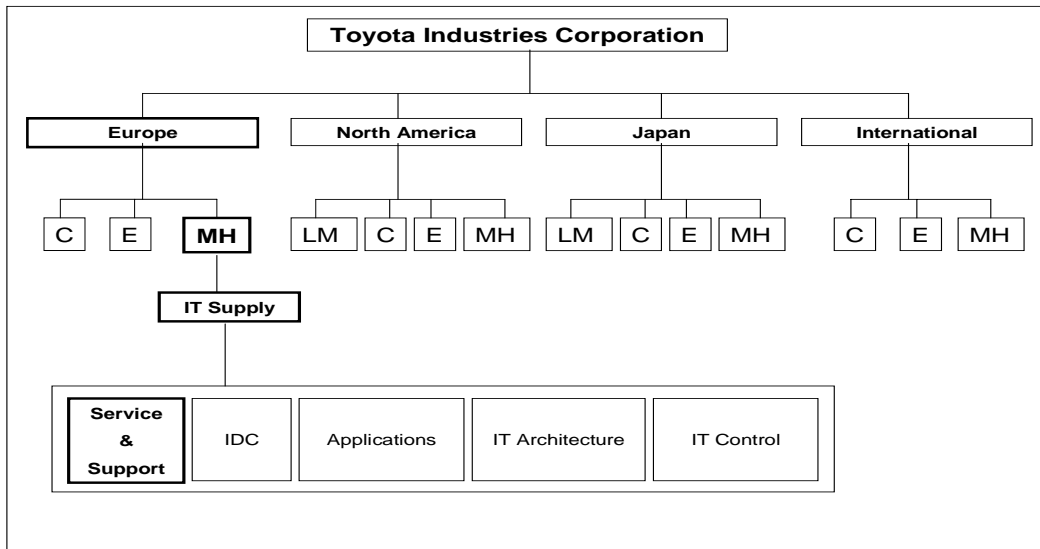 Toyota Industries Corporation
Europe
North America
Japan
International
C
E
MH
LM
C
E
MH
LM
C
E
MH
C
E
MH
IT Supply
Service
&
Support
IDC
Applications
IT Architecture
IT Control